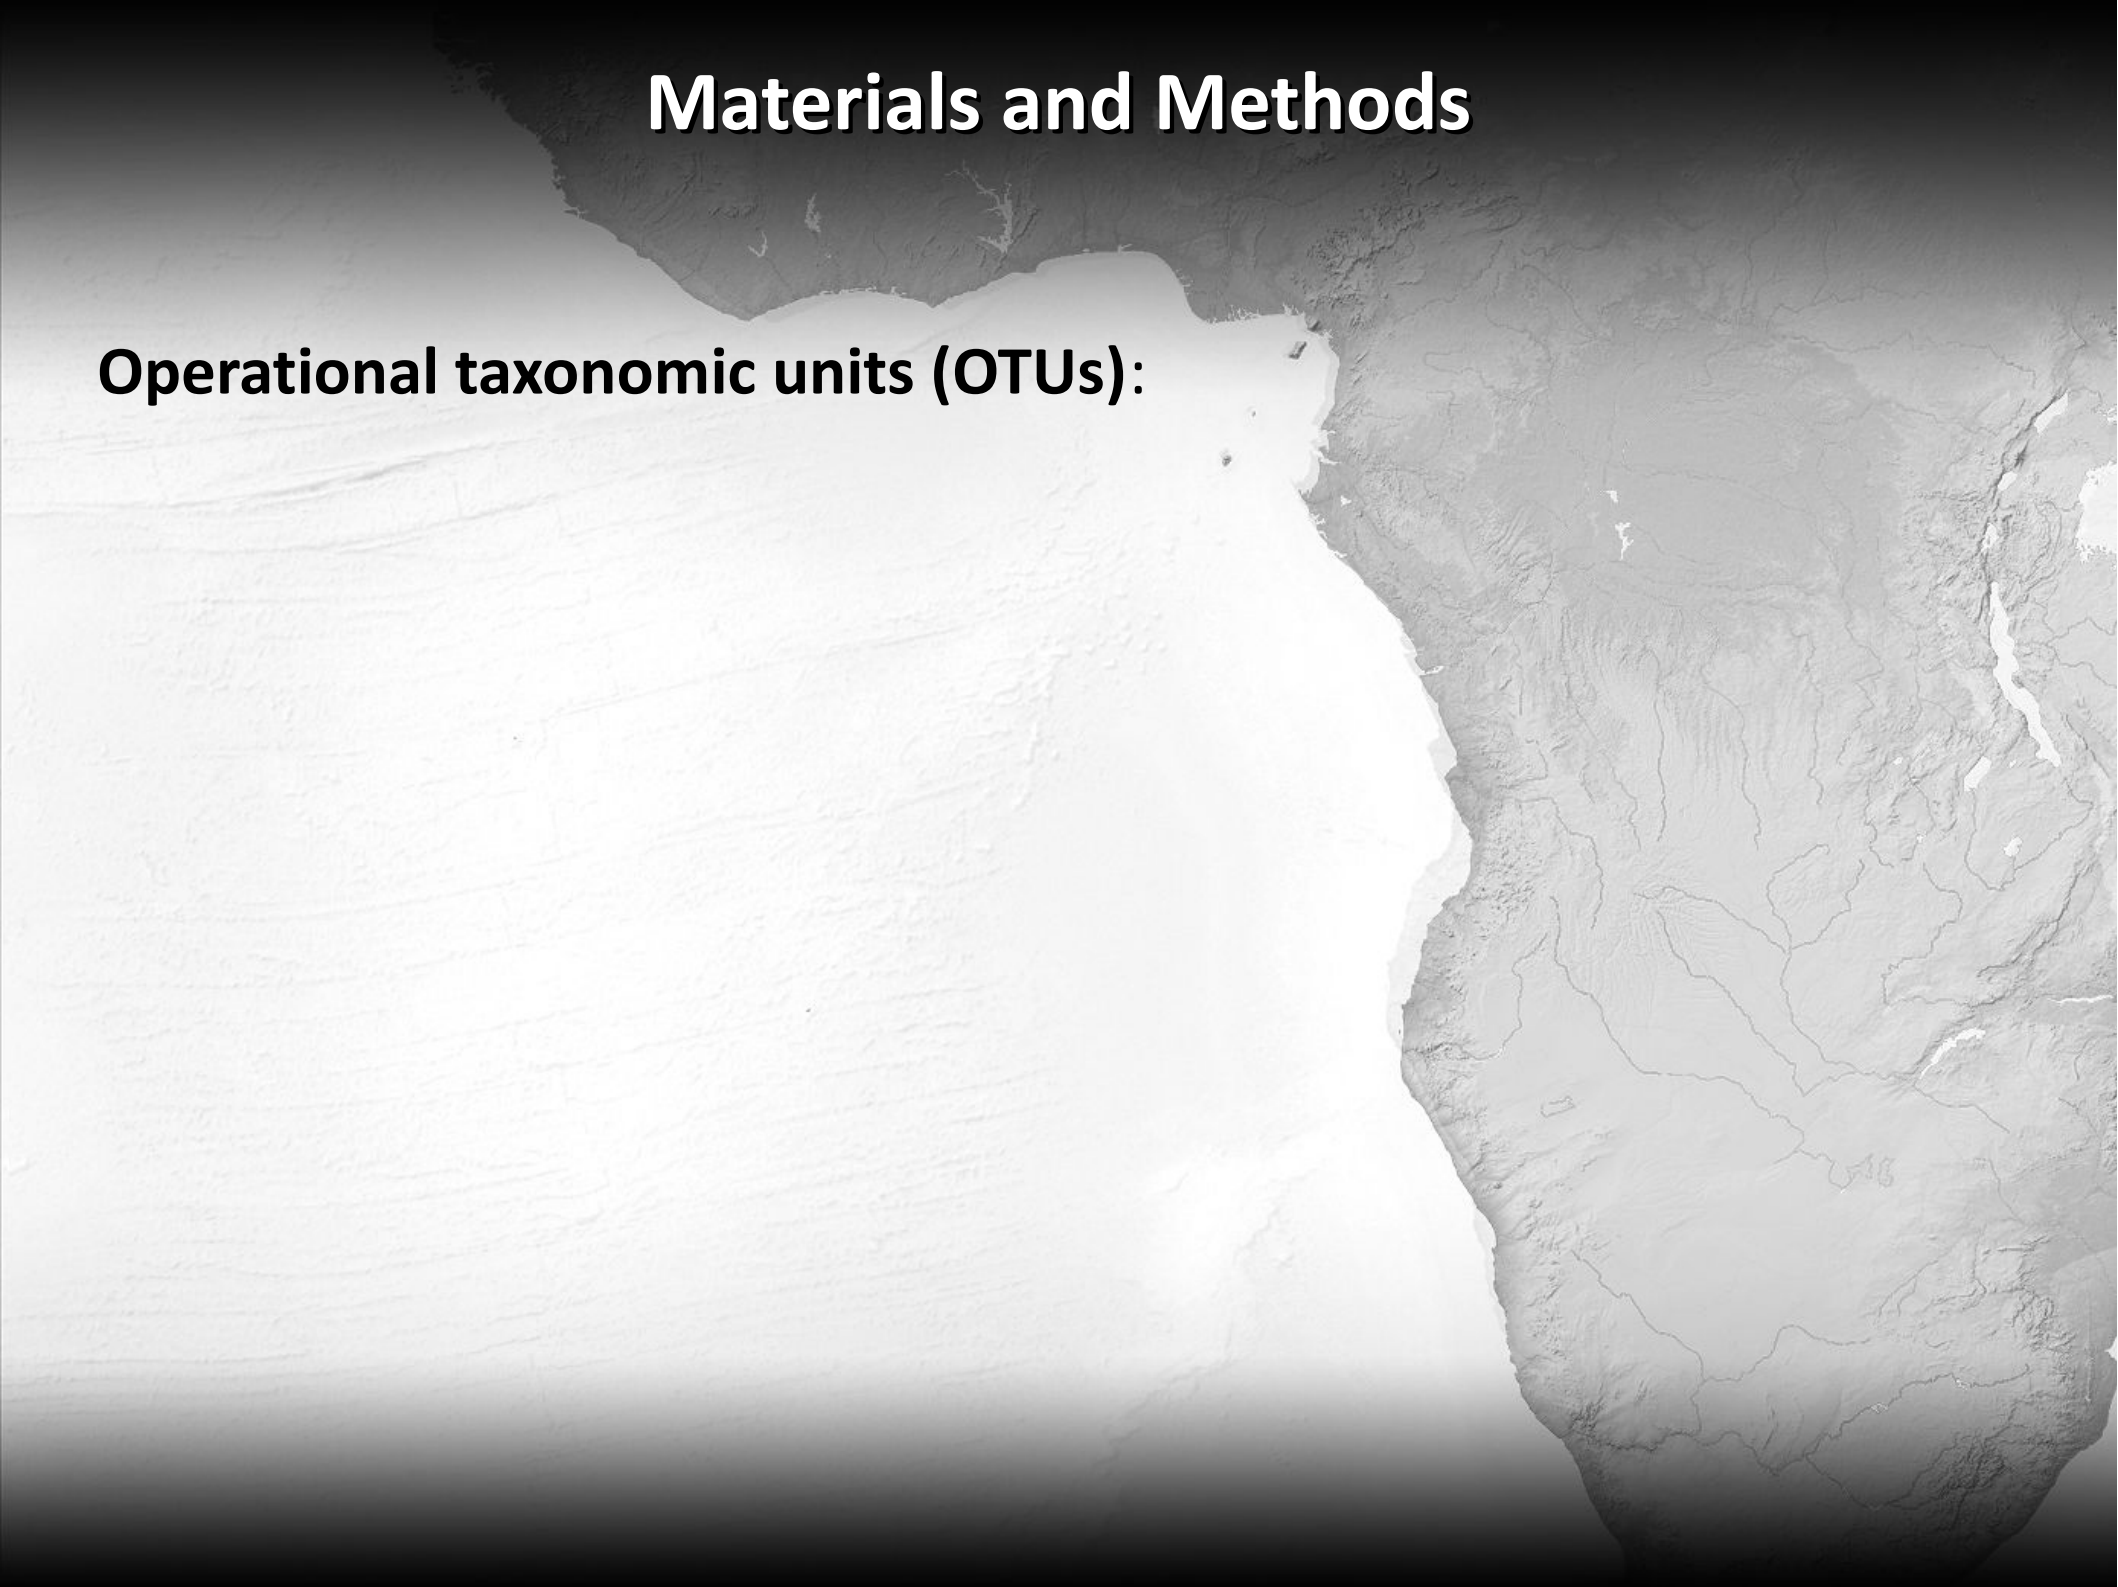 Materials and Methods
Operational taxonomic units (OTUs):